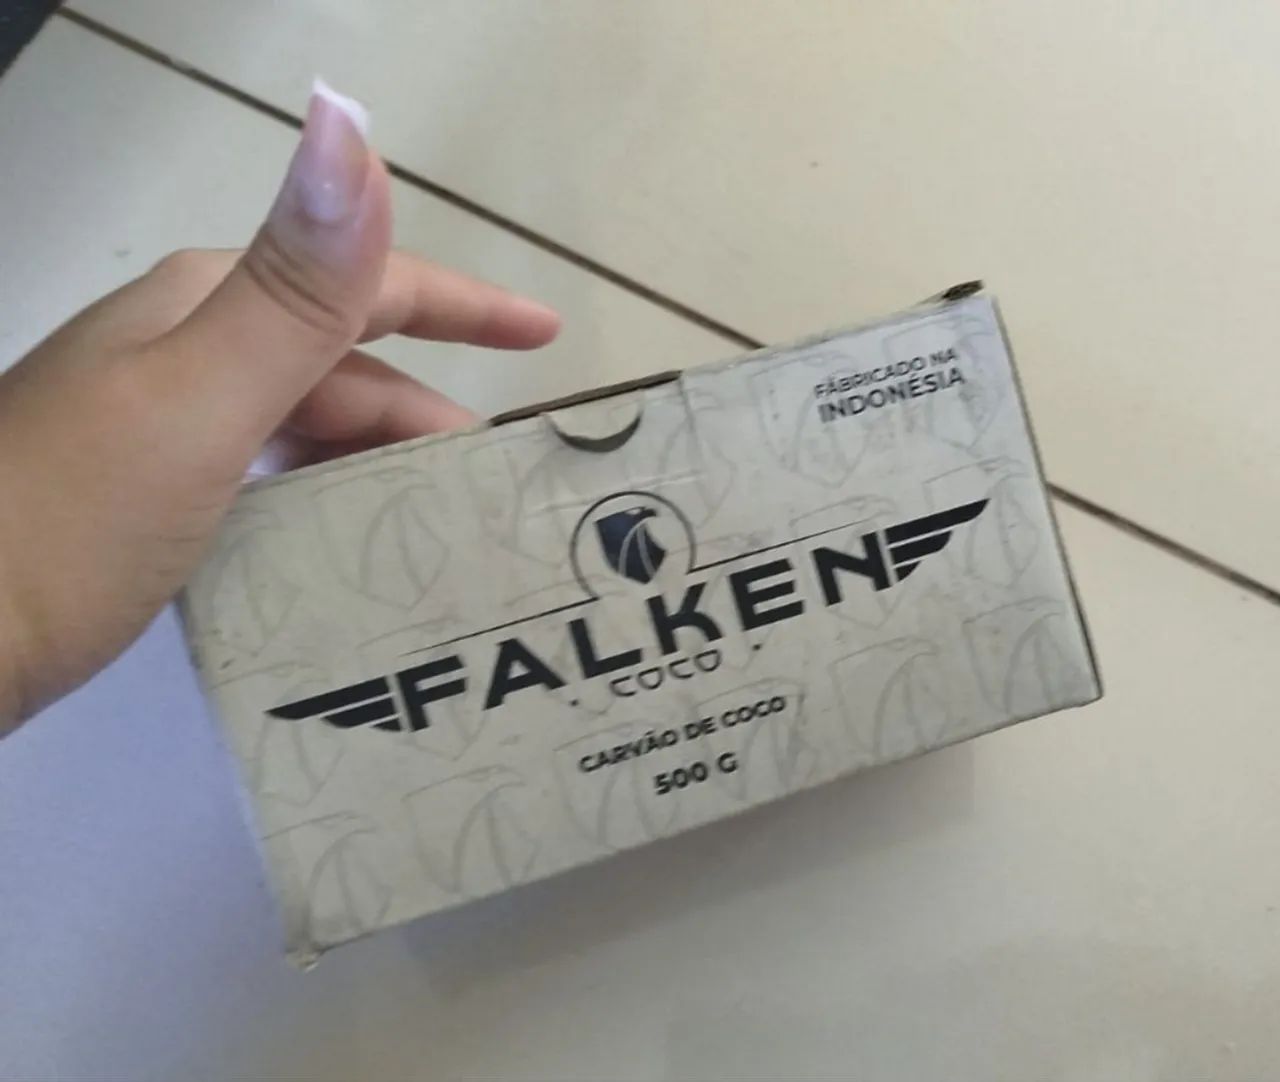 FABRICADO NA
INDONÉSIA
FALKEN
• COCO •
CARVÃO DE COCO
500 G